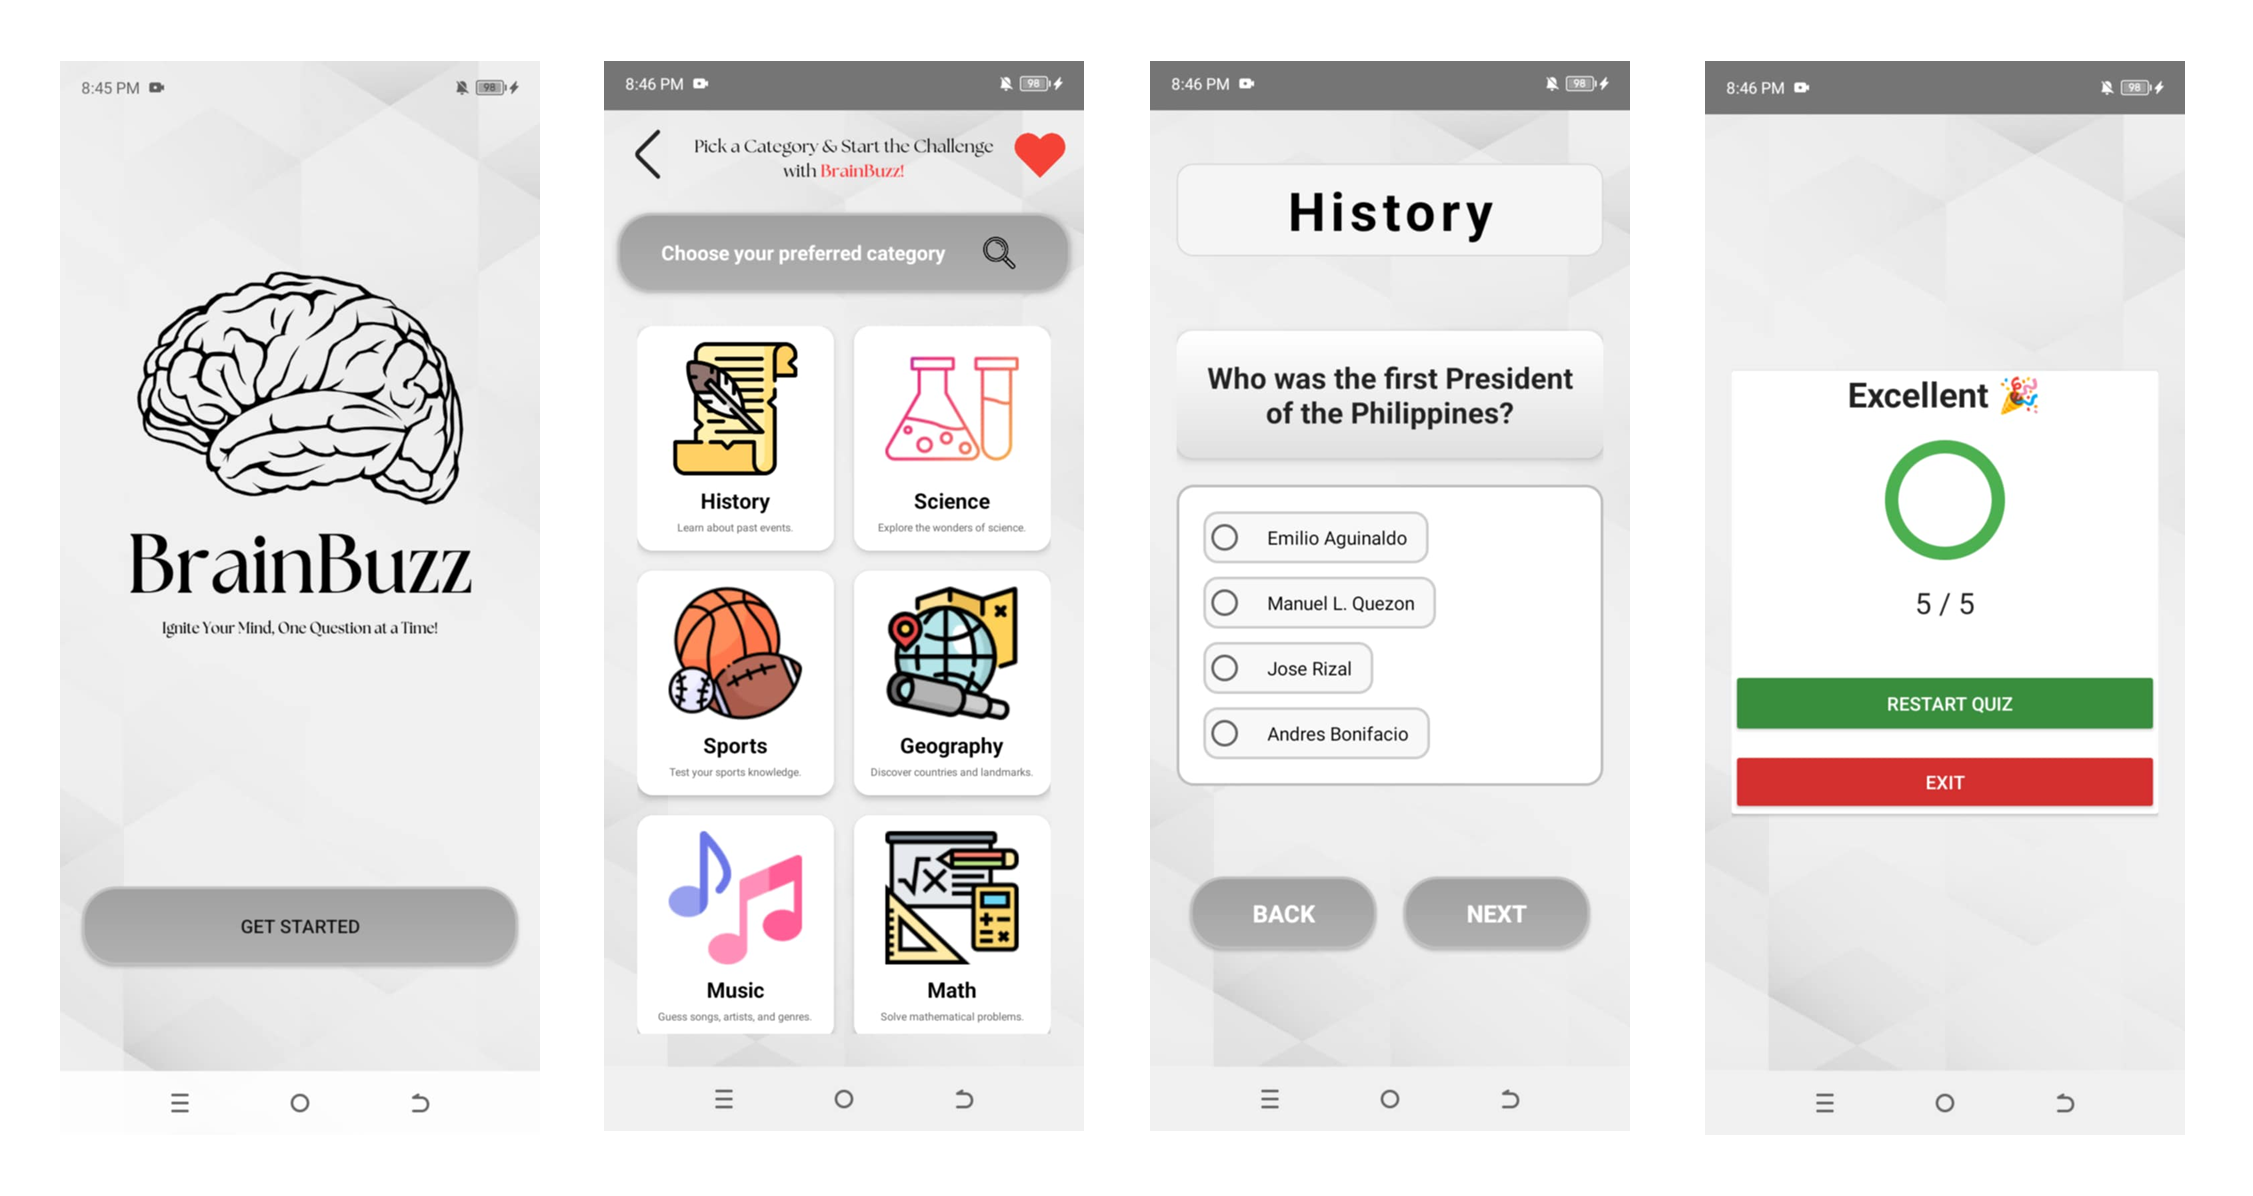 8:45 PM
98
BrainBuzz
Ignite Your Mind, One Question at a Time!
GET STARTED
8:46 PM
98
Pick a Category & Start the Challenge
with BrainBuzz!
Choose your preferred category
History
Learn about past events.
Science
Explore the wonders of science.
Sports
Test your sports knowledge.
Geography
Discover countries and landmarks.
Music
Guess songs, artists, and genres.
Math
Solve mathematical problems.
8:46 PM
98
History
Who was the first President
of the Philippines?
Emilio Aguinaldo
Manuel L. Quezon
Jose Rizal
Andres Bonifacio
BACK
NEXT
8:46 PM
98
Excellent 🎉
5 / 5
RESTART QUIZ
EXIT